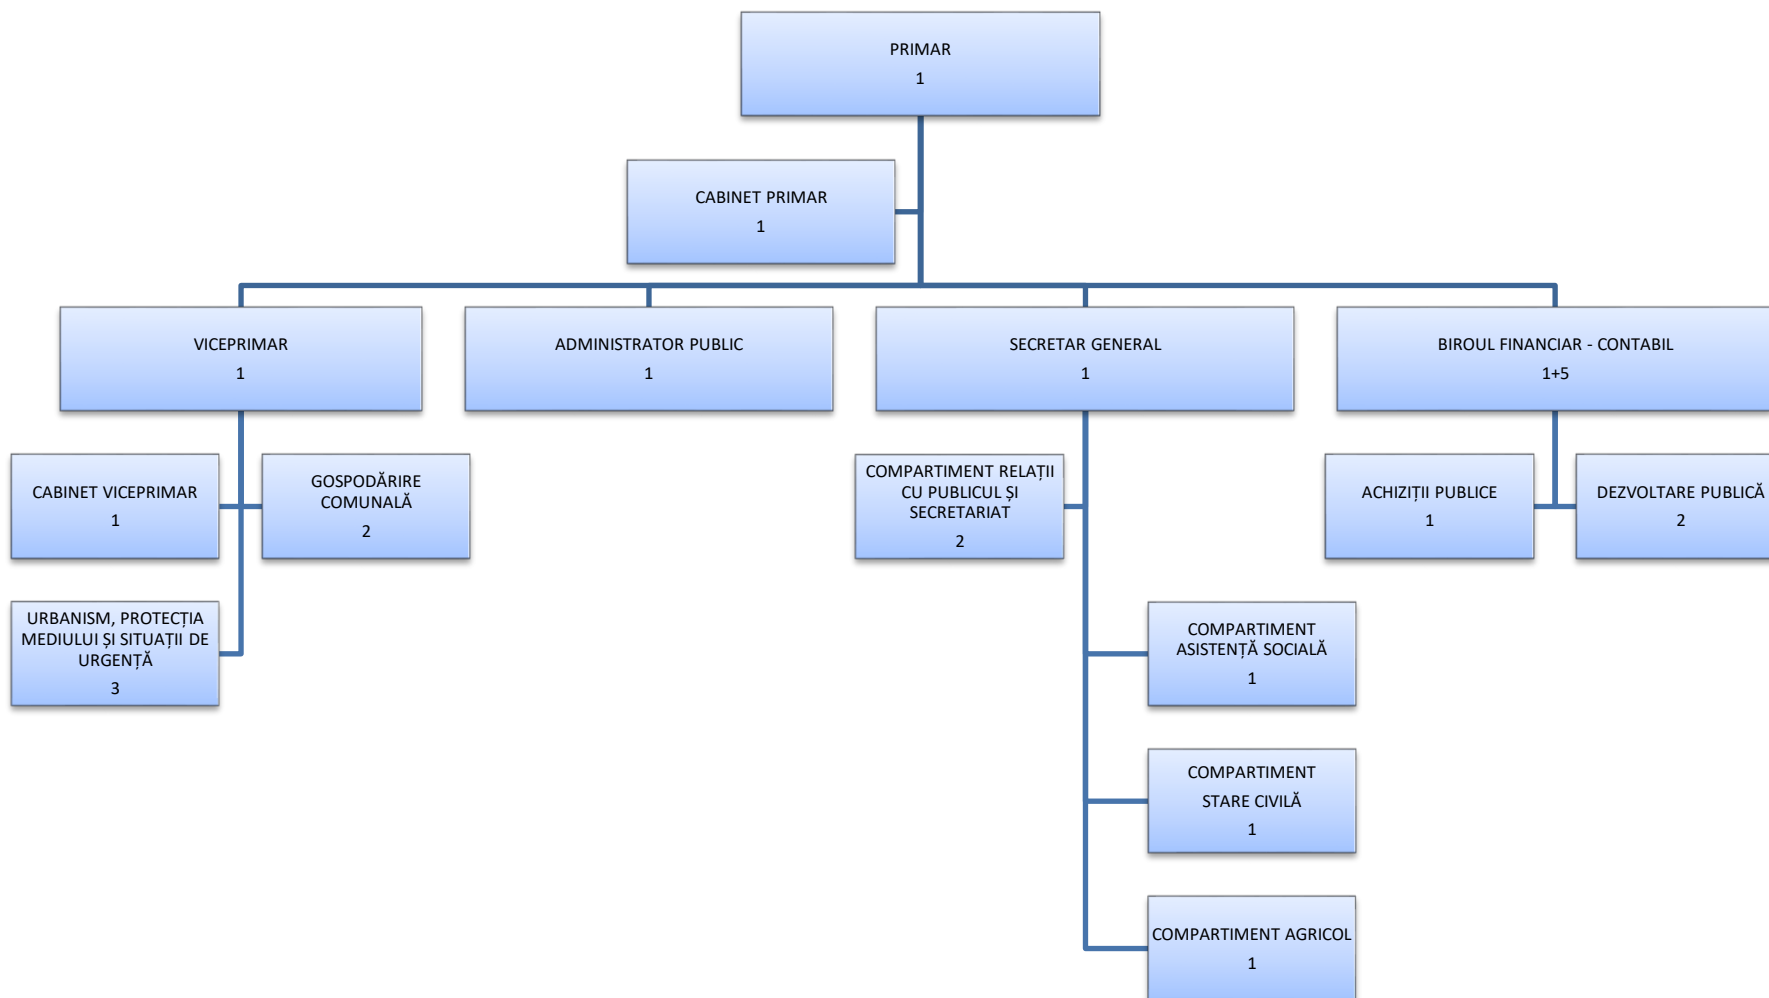 PRIMAR
1
CABINET PRIMAR
1
VICEPRIMAR
1
ADMINISTRATOR PUBLIC
1
SECRETAR GENERAL
1
BIROUL FINANCIAR - CONTABIL
1+5
CABINET VICEPRIMAR
1
GOSPODĂRIRE
COMUNALĂ
2
COMPARTIMENT RELAȚII
CU PUBLICUL ȘI
SECRETARIAT
2
ACHIZIȚII PUBLICE
1
DEZVOLTARE PUBLICĂ
2
URBANISM, PROTECȚIA
MEDIULUI ȘI SITUAȚII DE
URGENȚĂ
3
COMPARTIMENT
ASISTENȚĂ SOCIALĂ
1
COMPARTIMENT
STARE CIVILĂ
1
COMPARTIMENT AGRICOL
1